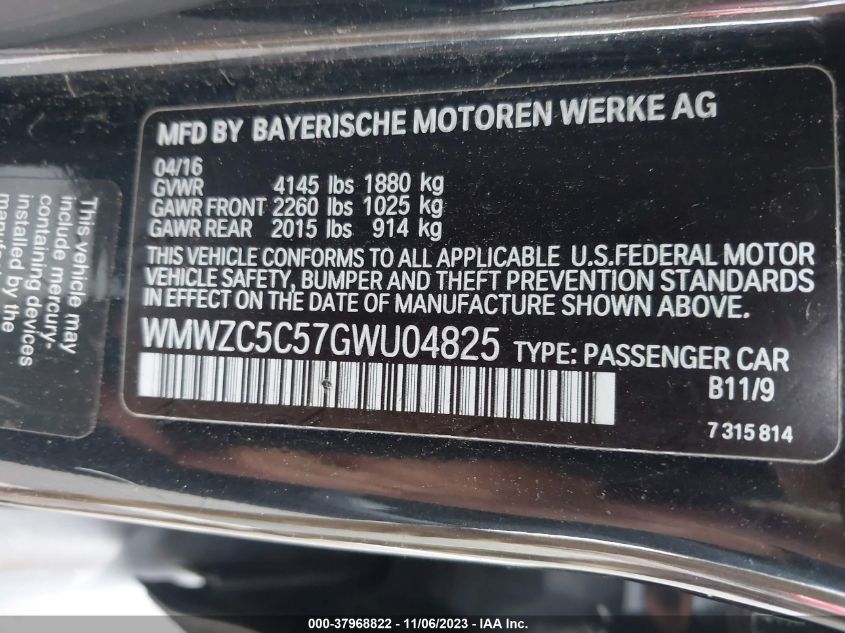 MFD BY BAYERISCHE MOTOREN WERKE AG
04/16
GVWR 4145 lbs 1880 kg
GAWR FRONT 2260 lbs 1025 kg
GAWR REAR 2015 lbs 914 kg
THIS VEHICLE CONFORMS TO ALL APPLICABLE U.S.FEDERAL MOTOR
VEHICLE SAFETY, BUMPER AND THEFT PREVENTION STANDARDS
IN EFFECT ON THE DATE OF MANUFACTURE SHOWN ABOVE.
WMWZC5C57GWU04825 TYPE: PASSENGER CAR
B11/9
7 315 814
This vehicle may
include mercury-
containing devices
installed by the
000-37968822 - 11/06/2023 - IAA Inc.